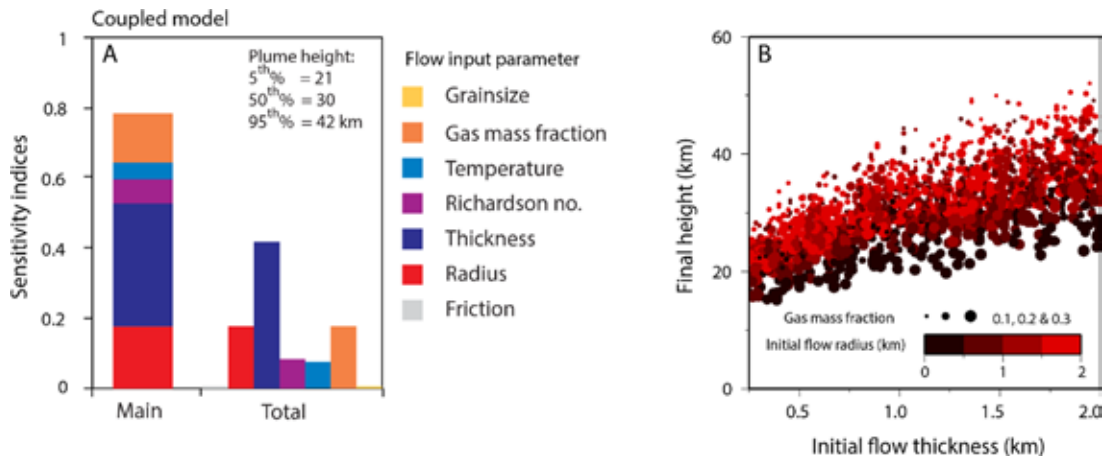 Coupled model
A
Plume height:
5th% = 21
50th% = 30
95th% = 42 km
1
0.8
0.6
0.4
0.2
0
Sensitivity indices
Main
Total
Flow input parameter
Grainsize
Gas mass fraction
Temperature
Richardson no.
Thickness
Radius
Friction
B
60
40
20
0
Final height (km)
Gas mass fraction
0.1, 0.2 & 0.3
Initial flow radius (km)
0 1 2
0.5 1.0 1.5 2.0
Initial flow thickness (km)